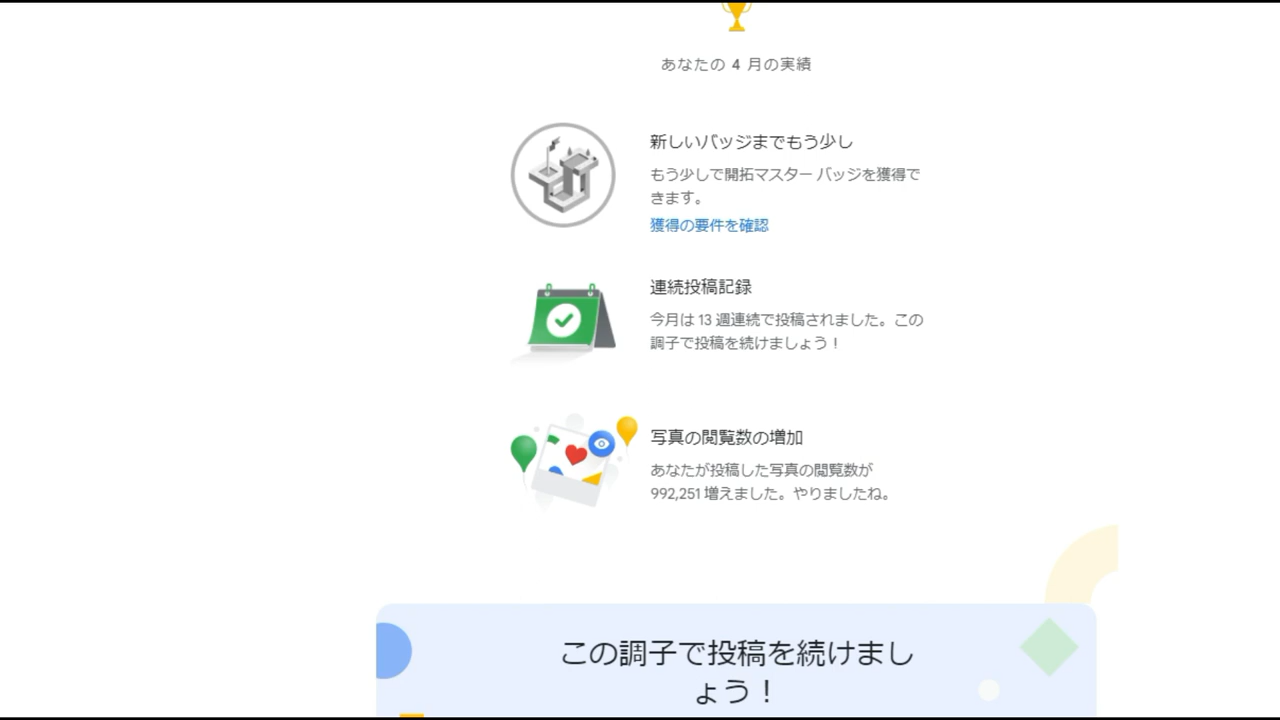 あなたの 4 月の実績
新しいバッジまでもう少し
もう少しで開拓マスター バッジを獲得で
きます。
獲得の要件を確認
連続投稿記録
今月は 13 週連続で投稿されました。この
調子で投稿を続けましょう！
写真の閲覧数の増加
あなたが投稿した写真の閲覧数が
992,251 増えました。やりましたね。
この調子で投稿を続けまし
ょう！